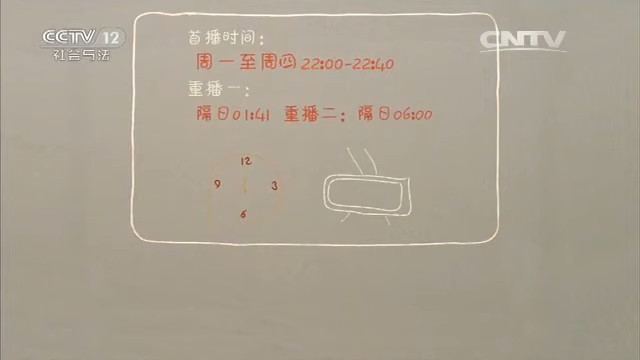 CCTV 12
社会与法
CNTV
首播时间：
周一至周四 22:00-22:40
重播一：
隔日01:41 重播二：隔日06:00
12
9 3
6